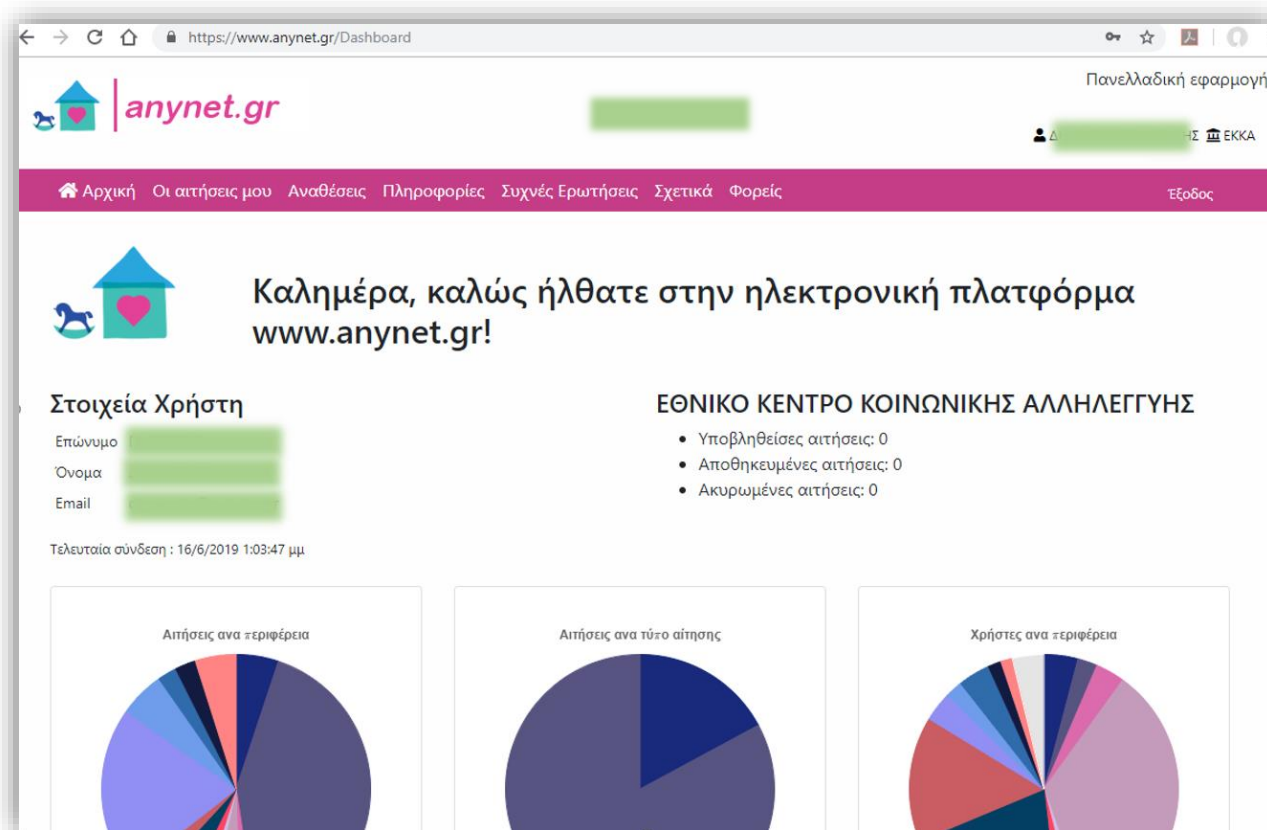 https://www.anynet.gr/Dashboard
anynet.gr
Πανελλαδική εφαρμογή
ΕΚΚΑ
Αρχική Οι αιτήσεις μου Αναθέσεις Πληροφορίες Συχνές Ερωτήσεις Σχετικά Φορείς Έξοδος
Καλημέρα, καλώς ήλθατε στην ηλεκτρονική πλατφόρμα
www.anynet.gr!
Στοιχεία Χρήστη
Επώνυμο
Όνομα
Email
Τελευταία σύνδεση : 16/6/2019 1:03:47 μμ
ΕΘΝΙΚΟ ΚΕΝΤΡΟ ΚΟΙΝΩΝΙΚΗΣ ΑΛΛΗΛΕΓΓΥΗΣ
Υποβληθείσες αιτήσεις: 0
Αποθηκευμένες αιτήσεις: 0
Ακυρωμένες αιτήσεις: 0
Αιτήσεις ανα περιφέρεια
Αιτήσεις ανα τύπο αίτησης
Χρήστες ανα περιφέρεια